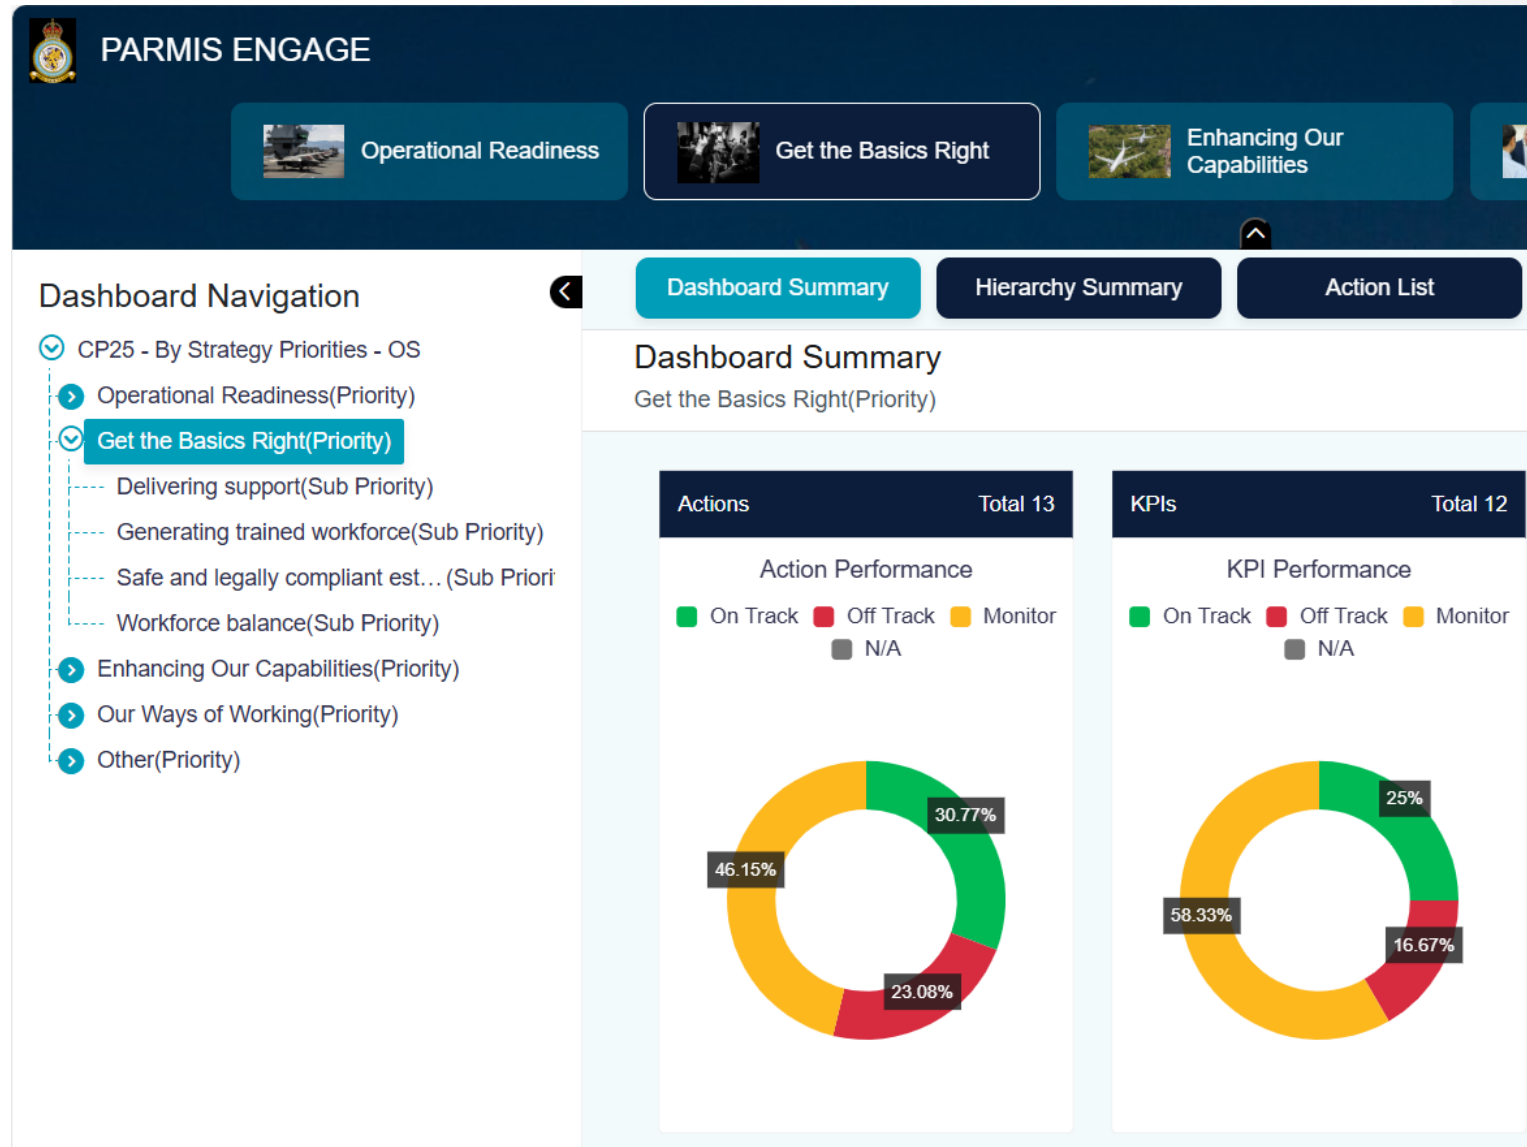 PARMIS ENGAGE
Operational Readiness
Get the Basics Right
Enhancing Our
Capabilities
Dashboard Navigation
CP25 - By Strategy Priorities - OS
Operational Readiness(Priority)
Get the Basics Right(Priority)
Delivering support(Sub Priority)
Generating trained workforce(Sub Priority)
Safe and legally compliant est... (Sub Priori
Workforce balance(Sub Priority)
Enhancing Our Capabilities(Priority)
Our Ways of Working(Priority)
Other(Priority)
Dashboard Summary
Hierarchy Summary
Action List
Dashboard Summary
Get the Basics Right(Priority)
Actions Total 13
Action Performance
On Track Off Track Monitor
N/A
30.77%
46.15%
23.08%
KPIs Total 12
KPI Performance
On Track Off Track Monitor
N/A
25%
58.33%
16.67%